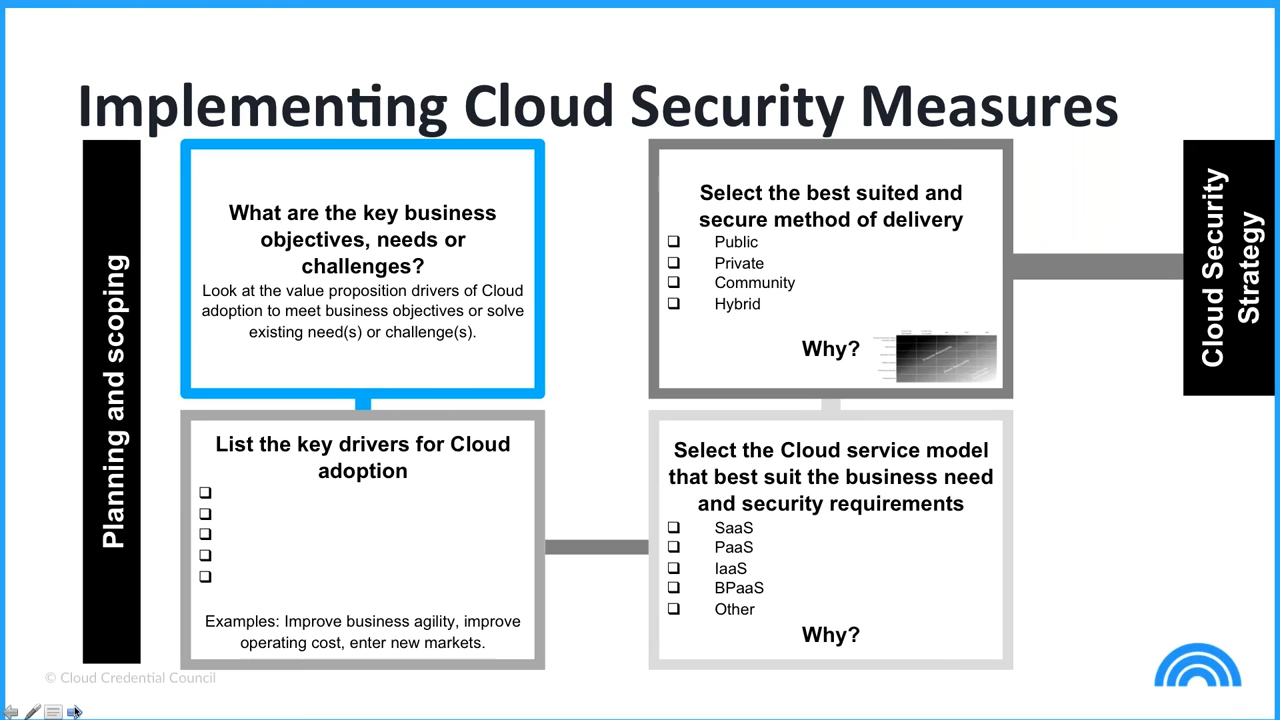 Implementing Cloud Security Measures
Planning and scoping
What are the key business
objectives, needs or
challenges?
Look at the value proposition drivers of Cloud
adoption to meet business objectives or solve
existing need(s) or challenge(s).
List the key drivers for Cloud
adoption
❑
❑
❑
❑
❑
Examples: Improve business agility, improve
operating cost, enter new markets.
Select the Cloud service model
that best suit the business need
and security requirements
❑ SaaS
❑ PaaS
❑ IaaS
❑ BPaaS
❑ Other
Why?
Select the best suited and
secure method of delivery
❑ Public
❑ Private
❑ Community
❑ Hybrid
Why?
Cloud Security
Strategy
© Cloud Credential Council